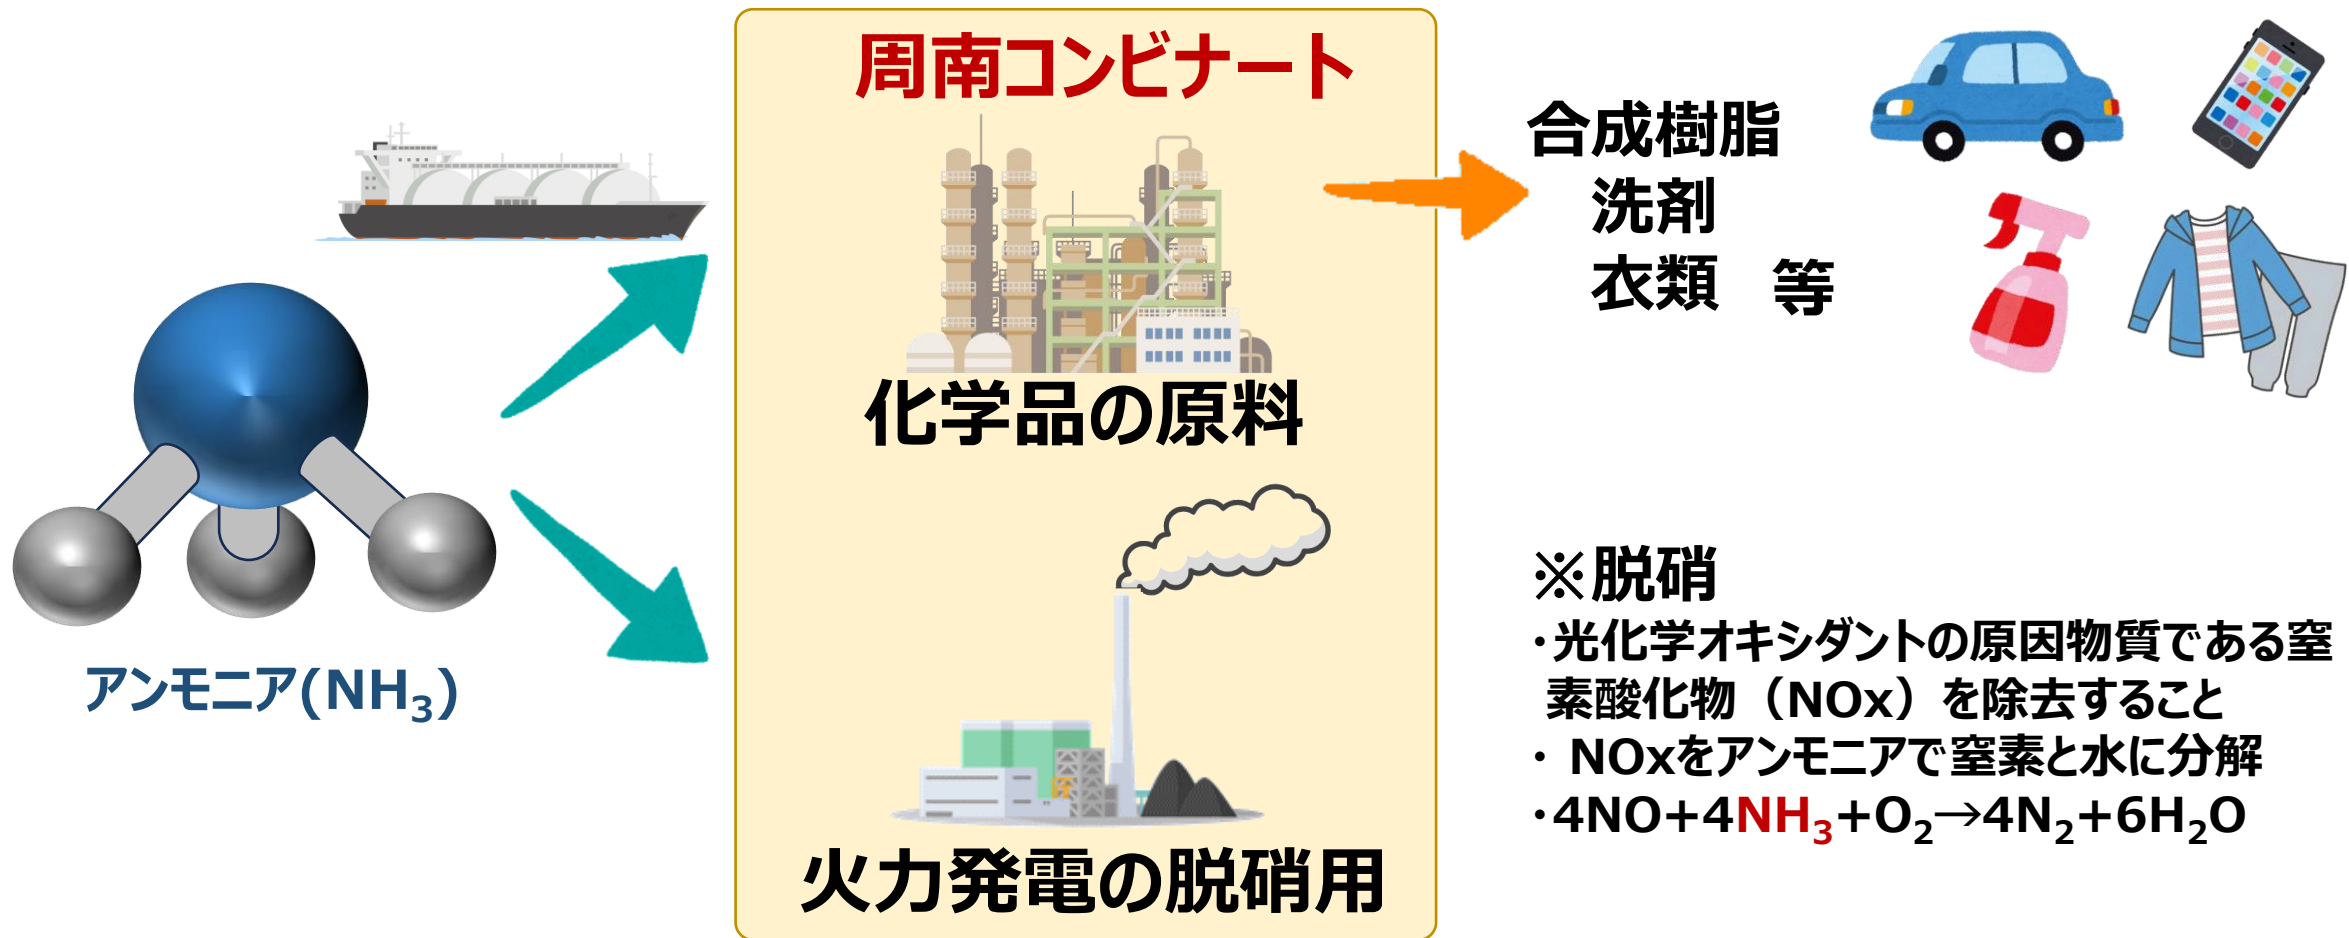 アンモニア(NH₃)
周南コンビナート
化学品の原料
火力発電の脱硝用
合成樹脂
洗剤
衣類 等
※脱硝
・光化学オキシダントの原因物質である窒
素酸化物（NOx）を除去すること
・ NOxをアンモニアで窒素と水に分解
・4NO+4NH₃+O₂→4N₂+6H₂O